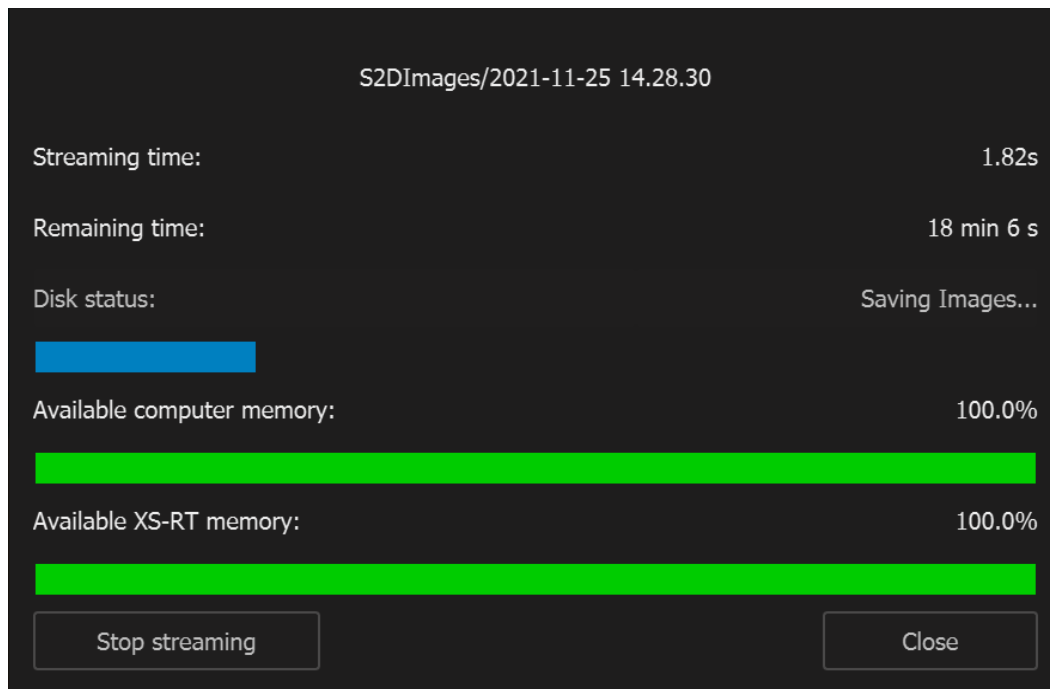 S2DImages/2021-11-25 14.28.30
Streaming time: 1.82s
Remaining time: 18 min 6 s
Disk status: Saving Images...
Available computer memory: 100.0%
Available XS-RT memory: 100.0%
Stop streaming Close